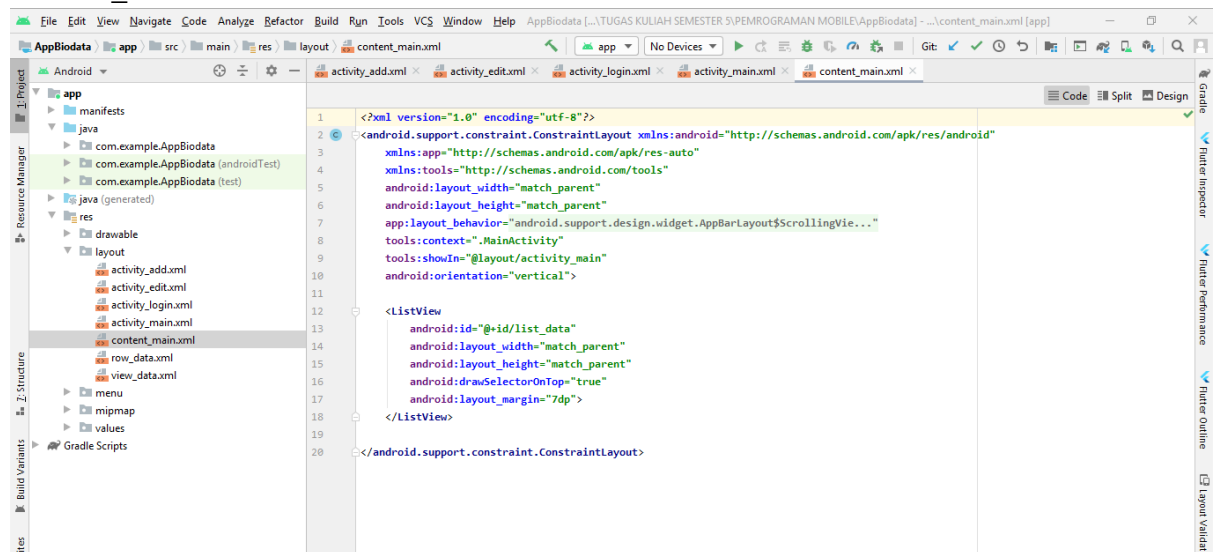 File Edit View Navigate Code Analyze Refactor Build Run Tools VCS Window Help AppBiodata [...\TUGAS KULIAH SEMESTER 5\PEMROGRAMAN MOBILE\AppBiodata] - ...\content_main.xml [app]
AppBiodata app src main res layout content_main.xml app No Devices Git:
Android
activity_add.xml activity_edit.xml activity_login.xml activity_main.xml content_main.xml
Code Split Design
1: Project
Resource Manager
Z: Structure
Build Variants
app
manifests
java
com.example.AppBiodata
com.example.AppBiodata (androidTest)
com.example.AppBiodata (test)
java (generated)
res
drawable
layout
activity_add.xml
activity_edit.xml
activity_login.xml
activity_main.xml
content_main.xml
row_data.xml
view_data.xml
menu
mipmap
values
Gradle Scripts
1 <?xml version="1.0" encoding="utf-8"?>
2 C <android.support.constraint.ConstraintLayout xmlns:android="http://schemas.android.com/apk/res/android"
3 xmlns:app="http://schemas.android.com/apk/res-auto"
4 xmlns:tools="http://schemas.android.com/tools"
5 android:layout_width="match_parent"
6 android:layout_height="match_parent"
7 app:layout_behavior="android.support.design.widget.AppBarLayout$ScrollingVie..."
8 tools:context=".MainActivity"
9 tools:showIn="@layout/activity_main"
10 android:orientation="vertical">
11
12 <ListView
13 android:id="@+id/list_data"
14 android:layout_width="match_parent"
15 android:layout_height="match_parent"
16 android:drawSelectorOnTop="true"
17 android:layout_margin="7dp">
18 </ListView>
19
20 </android.support.constraint.ConstraintLayout>
Gradle
Flutter Inspector
Flutter Performance
Flutter Outline
Layout Validat